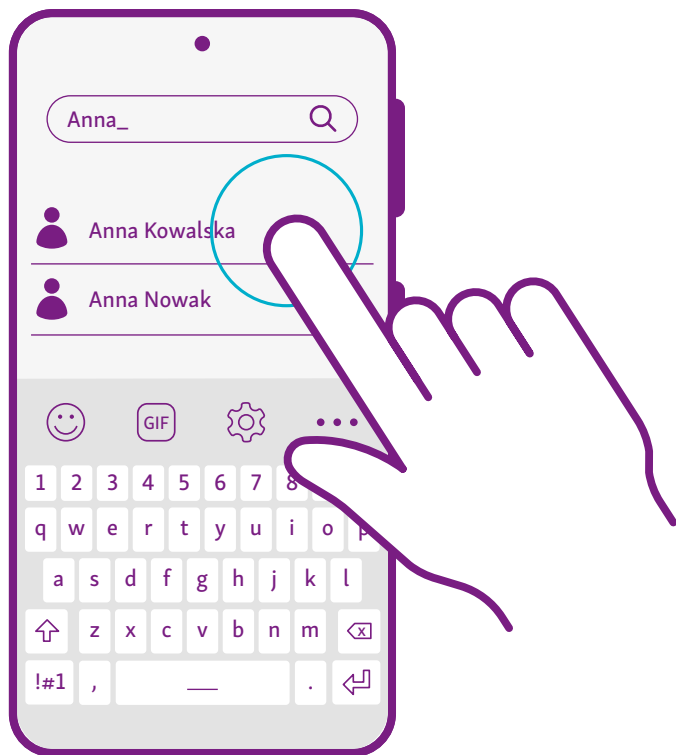 Anna_
Anna Kowalska
Anna Nowak
GIF
1 2 3 4 5 6 7 8
q w e r t y u i o p
a s d f g h j k l
z x c v b n m x
!#1 , .